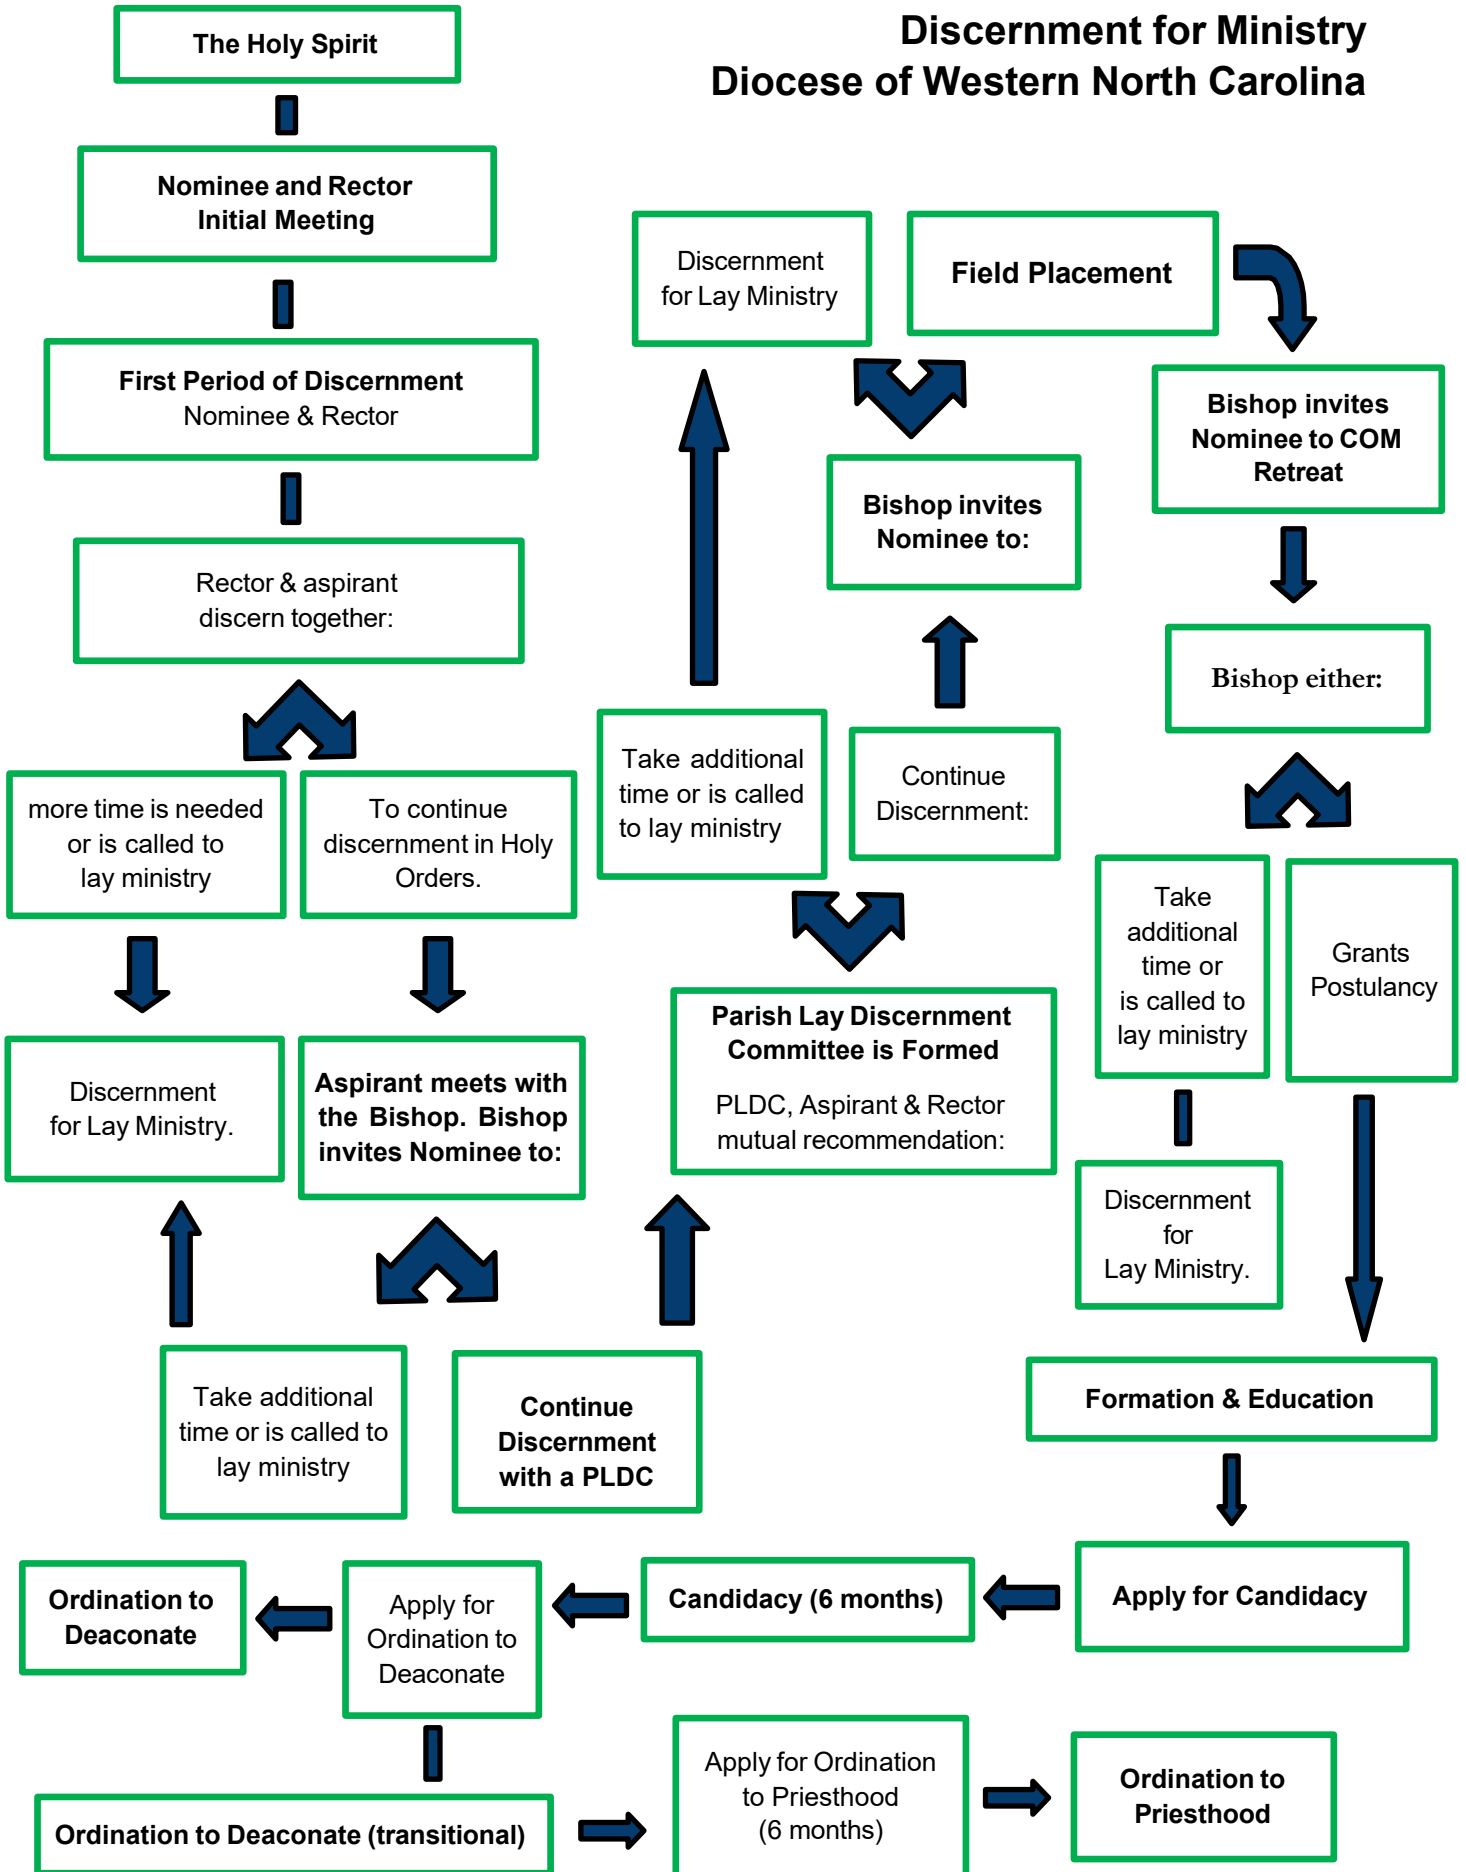 Discernment for Ministry
Diocese of Western North Carolina
The Holy Spirit
Nominee and Rector
Initial Meeting
First Period of Discernment
Nominee & Rector
Rector & aspirant
discern together:
more time is needed
or is called to
lay ministry
To continue
discernment in Holy
Orders.
Discernment
for Lay Ministry.
Aspirant meets with
the Bishop. Bishop
invites Nominee to:
Take additional
time or is called to
lay ministry
Continue
Discernment
with a PLDC
Parish Lay Discernment
Committee is Formed
PLDC, Aspirant & Rector
mutual recommendation:
Take additional
time or is called
to lay ministry
Continue
Discernment:
Discernment
for Lay Ministry
Bishop invites
Nominee to:
Field Placement
Bishop invites
Nominee to COM
Retreat
Bishop either:
Take
additional
time or
is called to
lay ministry
Grants
Postulancy
Discernment
for
Lay Ministry.
Formation & Education
Apply for Candidacy
Candidacy (6 months)
Apply for
Ordination to
Deaconate
Ordination to
Deaconate
Ordination to Deaconate (transitional)
Apply for Ordination
to Priesthood
(6 months)
Ordination to
Priesthood